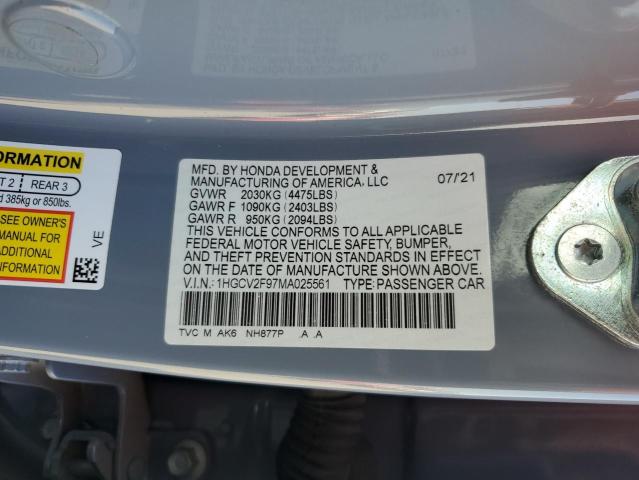 ORMATION
T 2 REAR 3
d 385kg or 850lbs.
SEE OWNER'S
MANUAL FOR
ADDITIONAL
INFORMATION
VE
MFD. BY HONDA DEVELOPMENT & 07/21
MANUFACTURING OF AMERICA, LLC
GVWR 2030KG (4475LBS)
GAWR F 1090KG (2403LBS)
GAWR R 950KG (2094LBS)
THIS VEHICLE CONFORMS TO ALL APPLICABLE
FEDERAL MOTOR VEHICLE SAFETY, BUMPER,
AND THEFT PREVENTION STANDARDS IN EFFECT
ON THE DATE OF MANUFACTURE SHOWN ABOVE.
V.I.N.: 1HGCV2F97MA025561 TYPE: PASSENGER CAR
TVC M AK6 NH877P .A .A